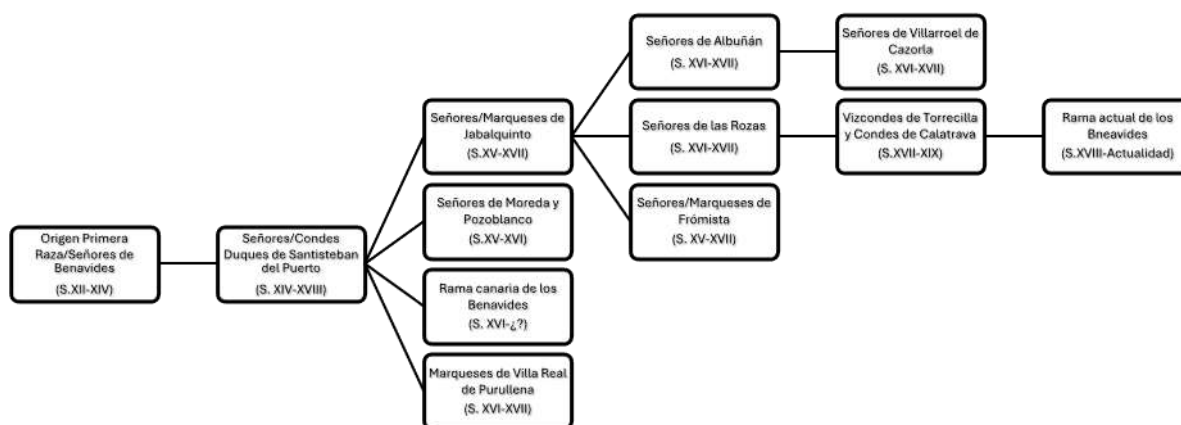 Origen Primera
Raza/Señores de
Benavides
(S.XII-XIV)
Señores/Condes
Duques de Santisteban
del Puerto
(S. XIV-XVIII)
Señores/Marqueses de
Jabalquinto
(S.XV-XVII)
Señores de Moreda y
Pozoblanco
(S.XV-XVI)
Rama canaria de los
Benavides
(S. XVI-¿?)
Marqueses de Villa Real
de Purullena
(S. XVI-XVII)
Señores de Albuñán
(S. XVI-XVII)
Señores de las Rozas
(S. XVI-XVII)
Señores/Marqueses de
Frómista
(S. XV-XVII)
Señores de Villarroel de
Cazorla
(S. XVI-XVII)
Vizcondes de Torrecilla
y Condes de Calatrava
(S.XVII-XIX)
Rama actual de los
Bneavides
(S.XVIII-Actualidad)